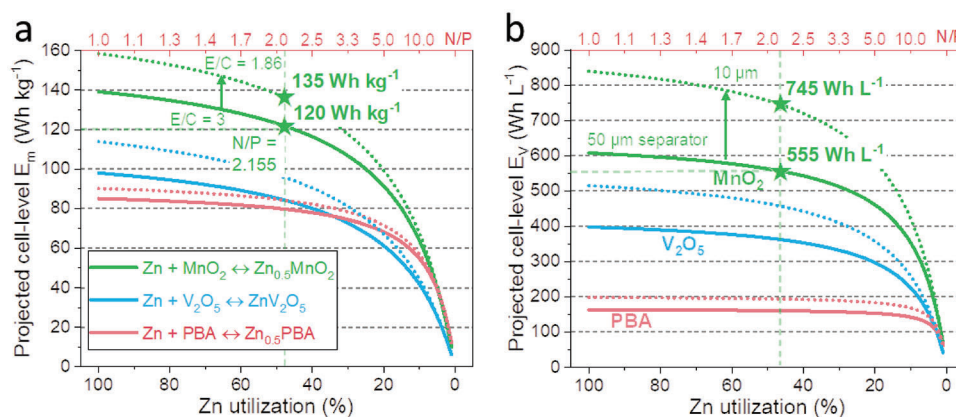 a
1.0 1.1 1.3 1.4 1.7 2.0 2.5 3.3 5.0 10.0 N/P
160
140
120
100
80
60
40
20
0
Projected cell-level Eₘ (Wh kg⁻¹)
E/C = 1.86
135 Wh kg⁻¹
120 Wh kg⁻¹
E/C = 3
N/P =
2.155
Zn + MnO₂ ↔ Zn₀.₅MnO₂
Zn + V₂O₅ ↔ ZnV₂O₅
Zn + PBA ↔ Zn₀.₅PBA
100 80 60 40 20 0
Zn utilization (%)
b
1.0 1.1 1.3 1.4 1.7 2.0 2.5 3.3 5.0 10.0 N/P
900
800
700
600
500
400
300
200
100
0
Projected cell-level Eᵥ (Wh L⁻¹)
10 µm
745 Wh L⁻¹
50 µm separator
555 Wh L⁻¹
MnO₂
V₂O₅
PBA
100 80 60 40 20 0
Zn utilization (%)